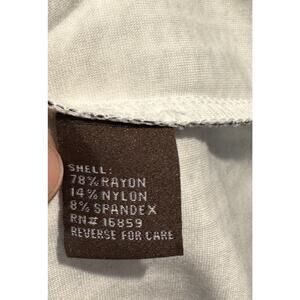 SHELL:
78% RAYON
14% NYLON
8% SPANDEX
RN# 16859
REVERSE FOR CARE